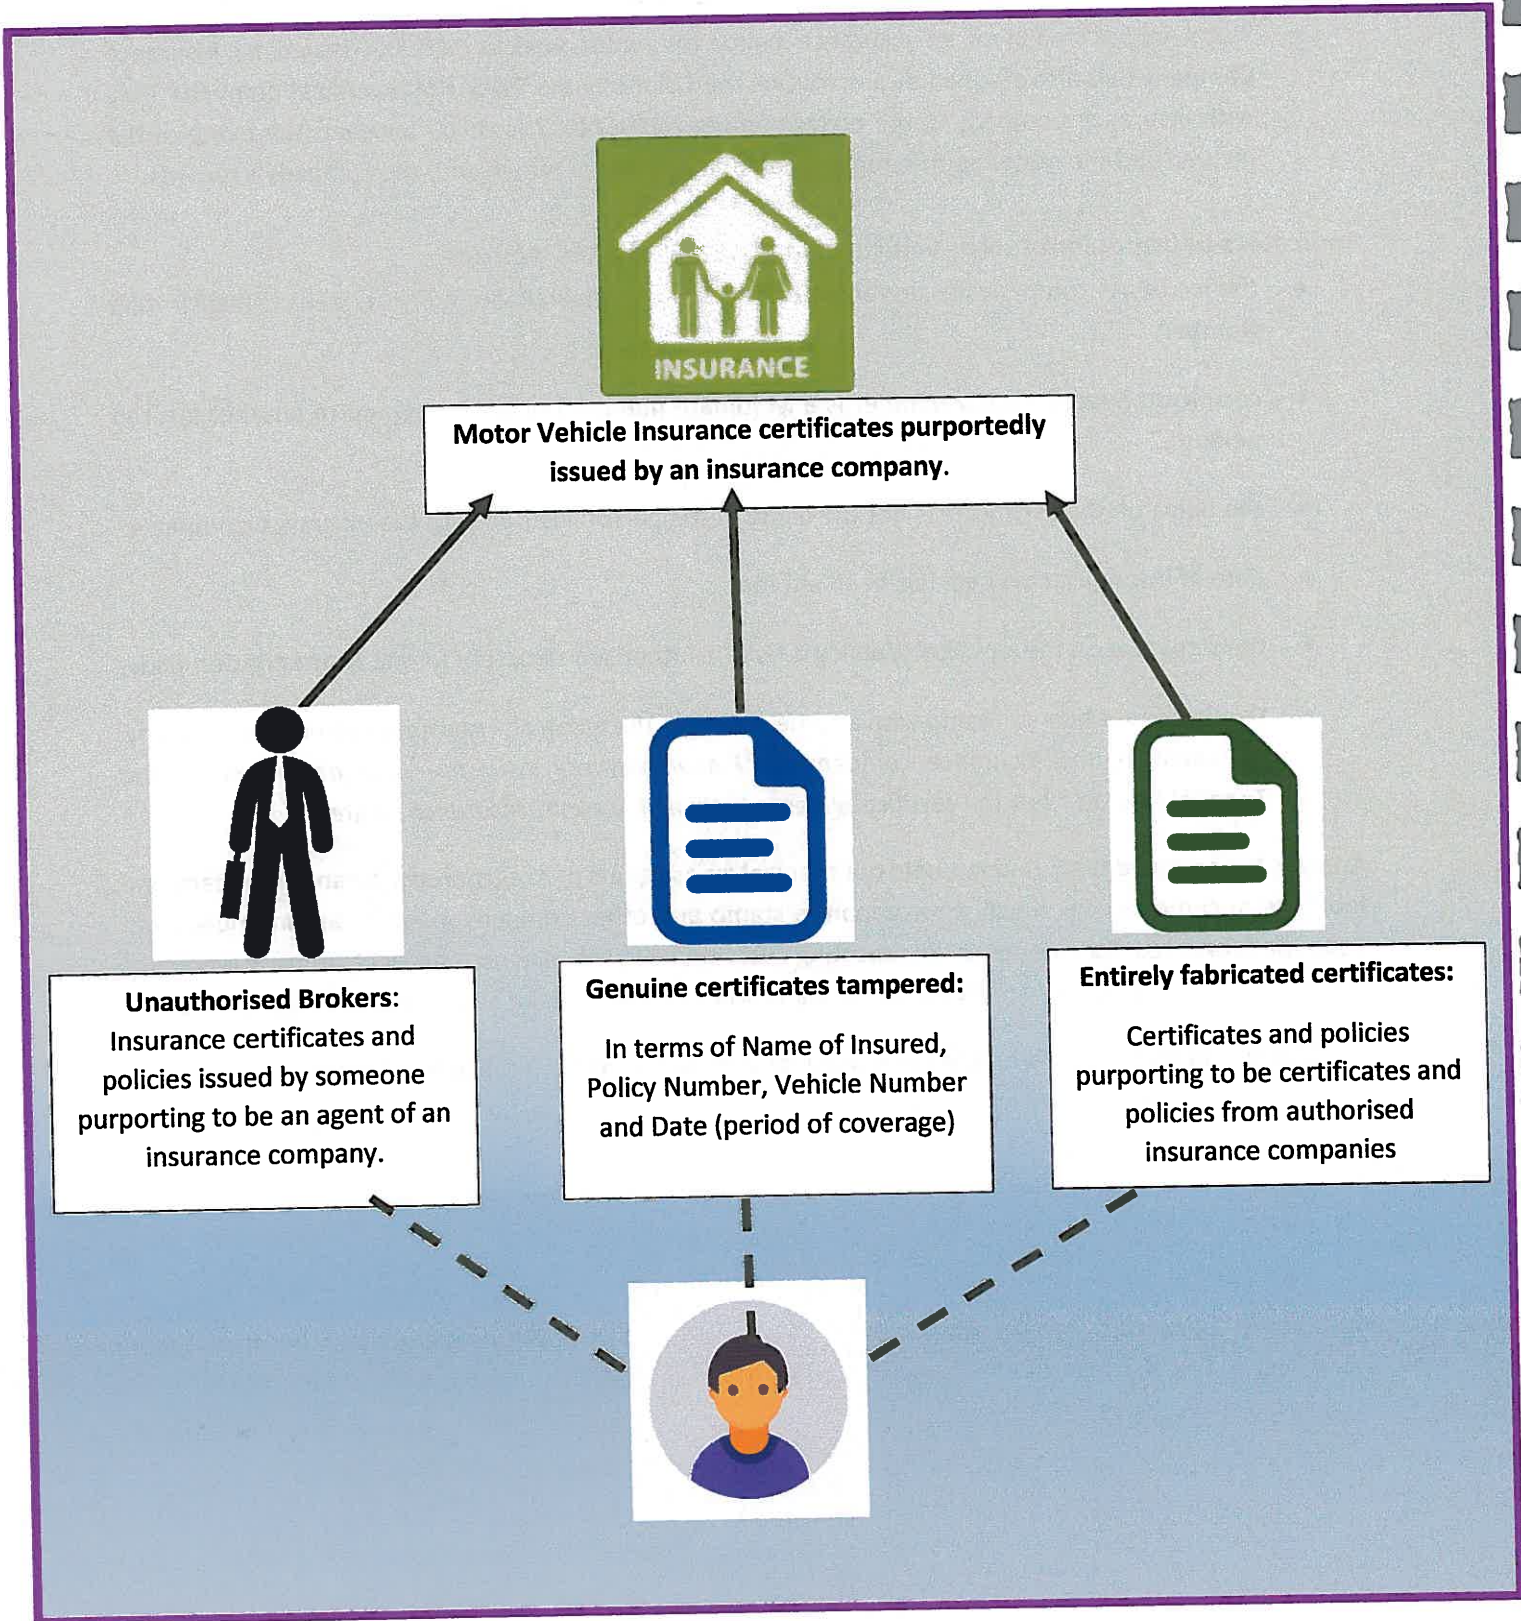 INSURANCE
Motor Vehicle Insurance certificates purportedly
issued by an insurance company.
Unauthorised Brokers:
Insurance certificates and
policies issued by someone
purporting to be an agent of an
insurance company.
Genuine certificates tampered:
In terms of Name of Insured,
Policy Number, Vehicle Number
and Date (period of coverage)
Entirely fabricated certificates:
Certificates and policies
purporting to be certificates and
policies from authorised
insurance companies